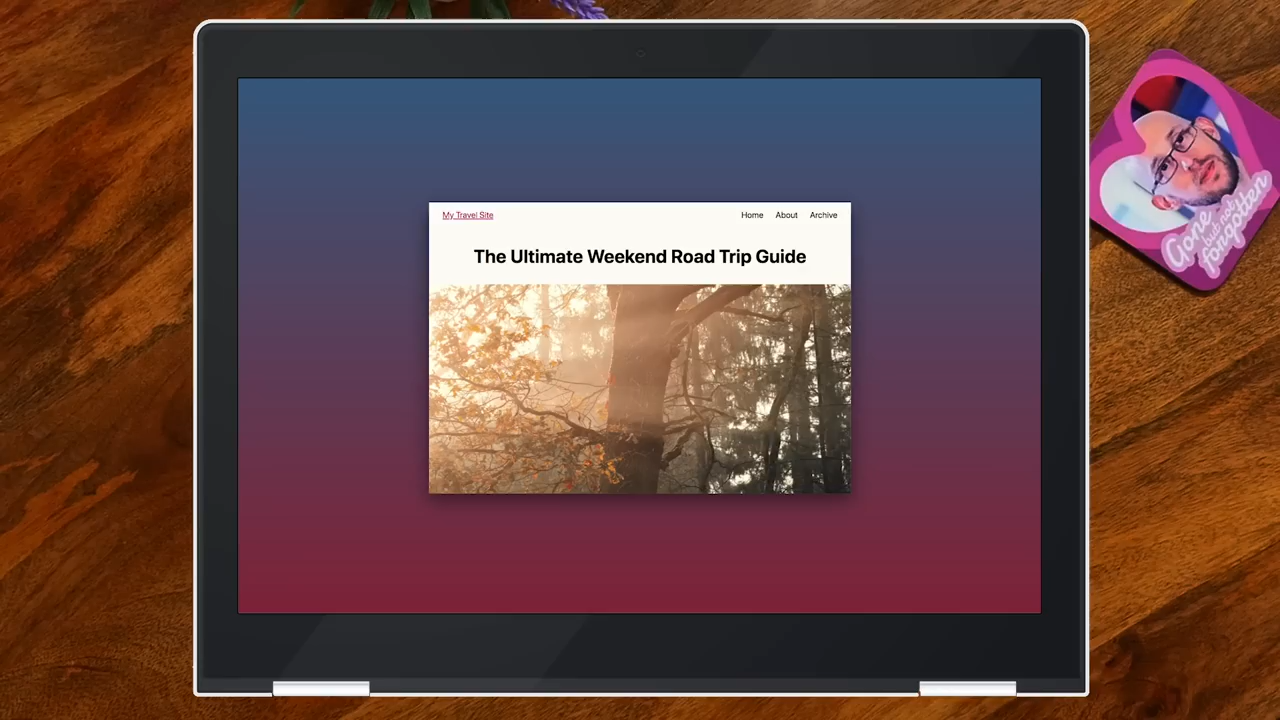 My Travel Site
Home About Archive
The Ultimate Weekend Road Trip Guide
Gone
but not
forgotten